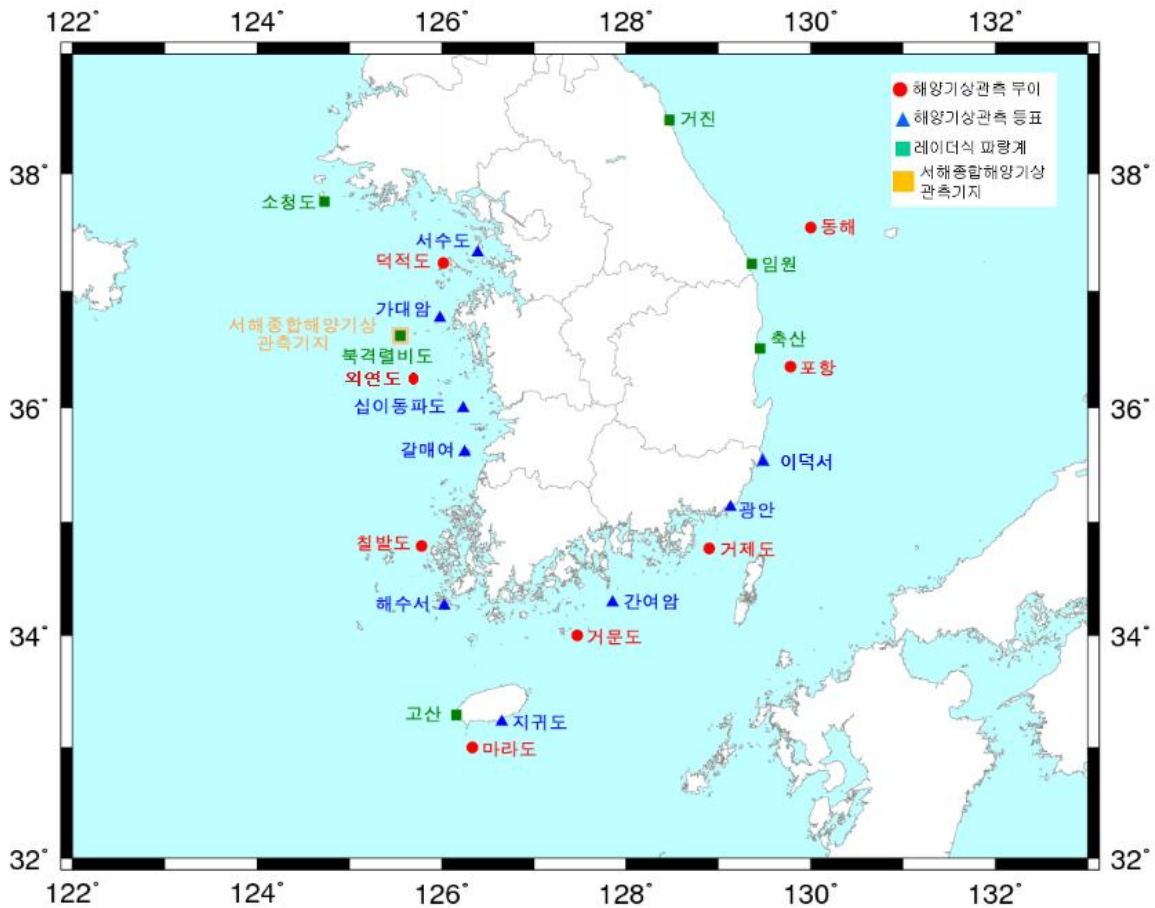 122˚ 124˚ 126˚ 128˚ 130˚ 132˚
해양기상관측 부이
해양기상관측 등표
레이더식 파랑계
서해종합해양기상
관측기지
거진
38˚ 38˚
소청도
동해
서수도
덕적도
임원
가대암
서해종합해양기상
관측기지
축산
북격렬비도
포항
외연도
36˚ 36˚
십이동파도
갈매여
이덕서
광안
칠발도
거제도
해수서
간여암
34˚ 34˚
거문도
고산
지귀도
마라도
32˚ 32˚
122˚ 124˚ 126˚ 128˚ 130˚ 132˚